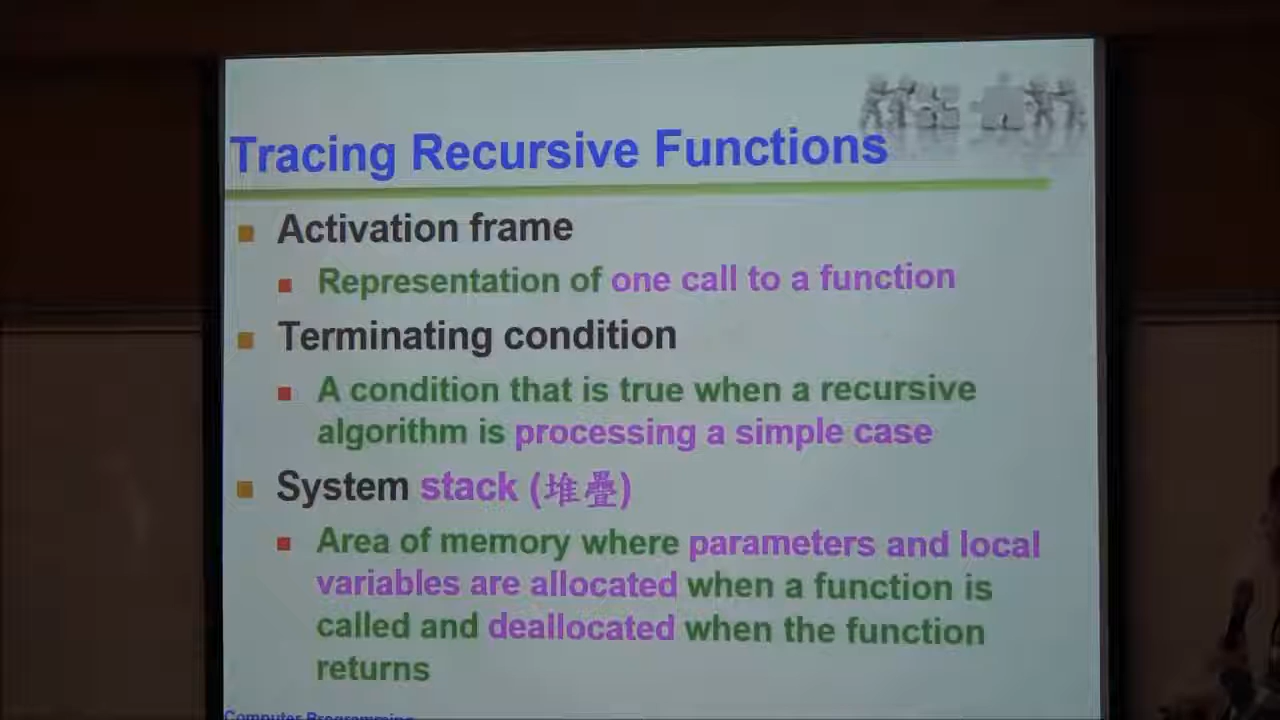 Tracing Recursive Functions
Activation frame
Representation of one call to a function
Terminating condition
A condition that is true when a recursive
algorithm is processing a simple case
System stack (堆疊)
Area of memory where parameters and local
variables are allocated when a function is
called and deallocated when the function
returns
Computer Programming